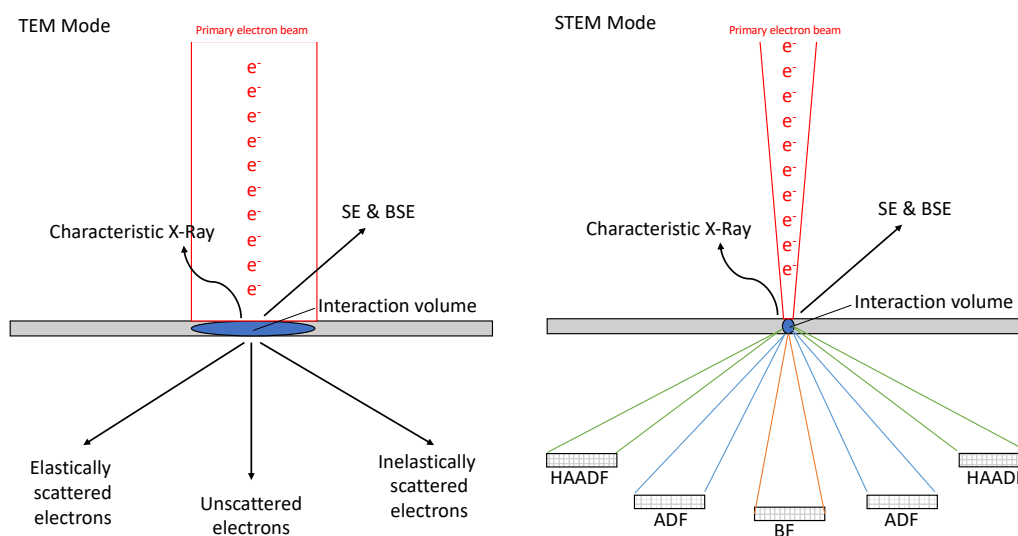 TEM Mode
Primary electron beam
e-
e-
e-
e-
e-
e-
e-
e-
e-
e-
Characteristic X-Ray
SE & BSE
Interaction volume
Elastically
scattered
electrons
Unscattered
electrons
Inelastically
scattered
electrons
STEM Mode
Primary electron beam
e-
e-
e-
e-
e-
e-
e-
e-
e-
e-
Characteristic X-Ray
SE & BSE
Interaction volume
HAADF
ADF
BF
ADF
HAADF